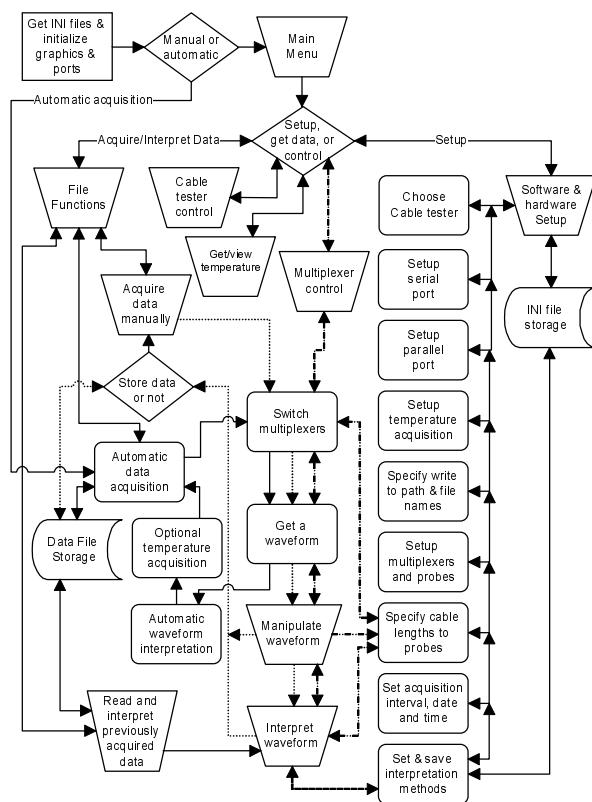 Get INI files &
initialize
graphics &
ports
Manual or
automatic
Main
Menu
Automatic acquisition
Acquire/Interpret Data
Setup,
get data, or
control
Setup
File
Functions
Cable
tester
control
Get/view
temperature
Multiplexer
control
Choose
Cable tester
Software &
hardware
Setup
Acquire
data
manually
Setup
serial
port
INI file
storage
Setup
parallel
port
Store data
or not
Switch
multiplexers
Setup
temperature
acquisition
Automatic
data
acquisition
Specify write
to path & file
names
Data File
Storage
Optional
temperature
acquisition
Get a
waveform
Setup
multiplexers
and probes
Automatic
waveform
interpretation
Manipulate
waveform
Specify cable
lengths to
probes
Read and
interpret
previously
acquired
data
Interpret
waveform
Set acquisition
interval, date
and time
Set & save
interpretation
methods